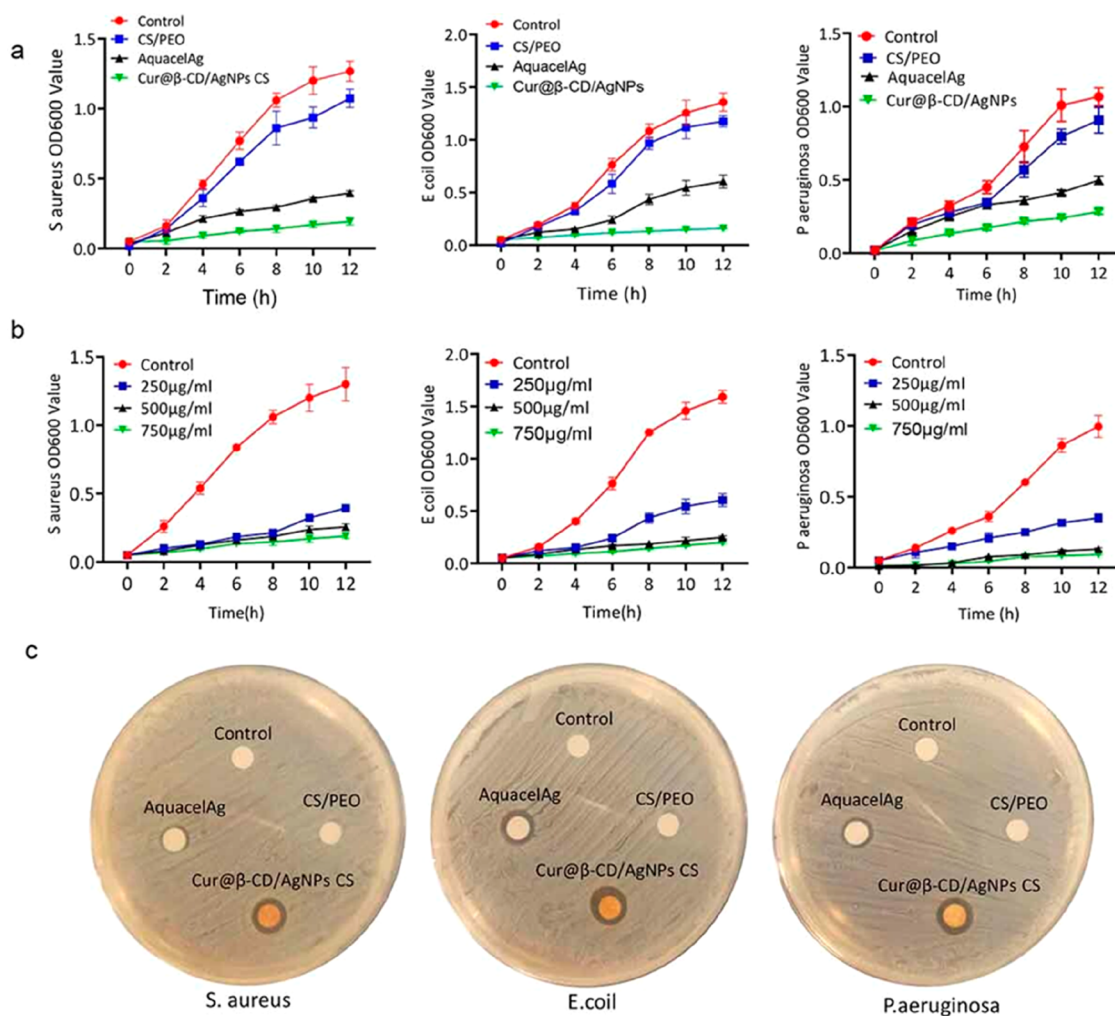 a
S aureus OD600 Value
Control
CS/PEO
AquacelAg
Cur@β-CD/AgNPs CS
1.5
1.0
0.5
0.0
0 2 4 6 8 10 12
Time (h)
E coil OD600 Value
Control
CS/PEO
AquacelAg
Cur@β-CD/AgNPs
2.0
1.5
1.0
0.5
0.0
0 2 4 6 8 10 12
Time (h)
P aeruginosa OD600 Value
Control
CS/PEO
AquacelAg
Cur@β-CD/AgNPs
1.5
1.0
0.5
0.0
0 2 4 6 8 10 12
Time (h)
b
S aureus OD600 Value
Control
250μg/ml
500μg/ml
750μg/ml
1.5
1.0
0.5
0.0
0 2 4 6 8 10 12
Time(h)
E coil OD600 Value
Control
250μg/ml
500μg/ml
750μg/ml
2.0
1.5
1.0
0.5
0.0
0 2 4 6 8 10 12
Time(h)
P aeruginosa OD600 Value
Control
250μg/ml
500μg/ml
750μg/ml
1.5
1.0
0.5
0.0
0 2 4 6 8 10 12
Time (h)
c
Control
AquacelAg
CS/PEO
Cur@β-CD/AgNPs CS
S. aureus
Control
AquacelAg
CS/PEO
Cur@β-CD/AgNPs CS
E.coil
Control
AquacelAg
CS/PEO
Cur@β-CD/AgNPs CS
P.aeruginosa